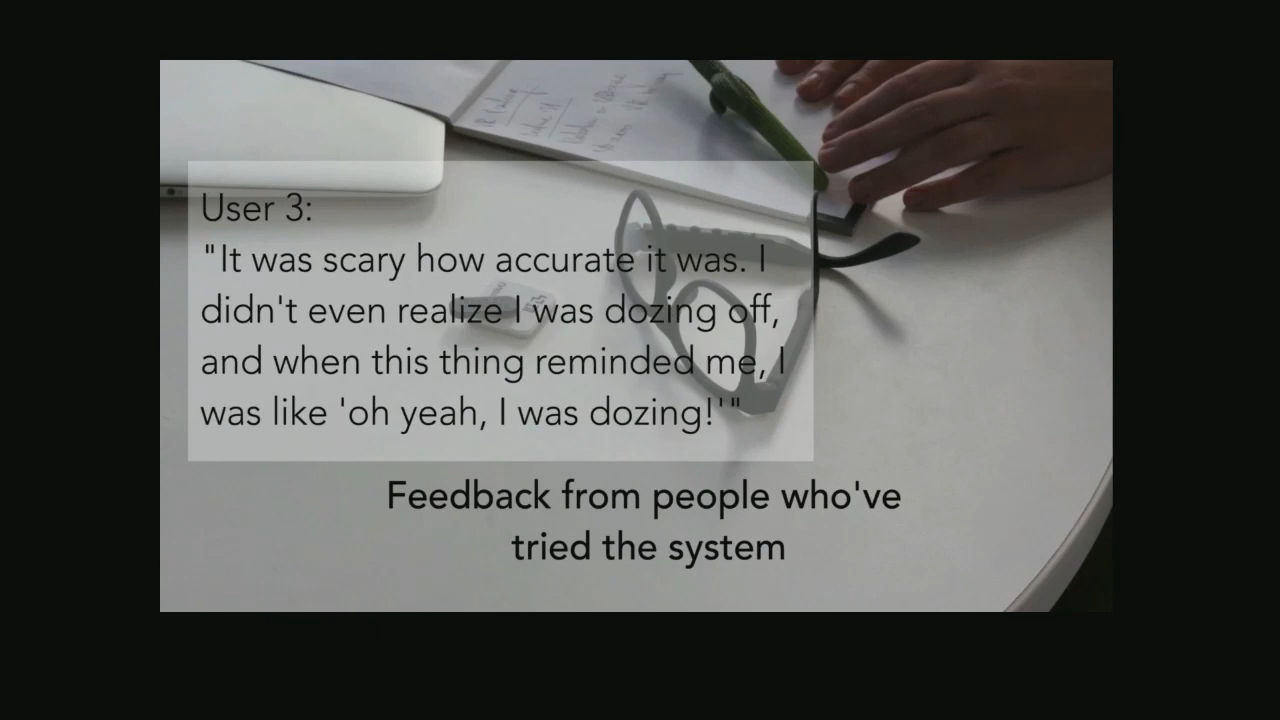 User 3:
"It was scary how accurate it was. I
didn't even realize I was dozing off,
and when this thing reminded me, I
was like 'oh yeah, I was dozing!'"
Feedback from people who've
tried the system